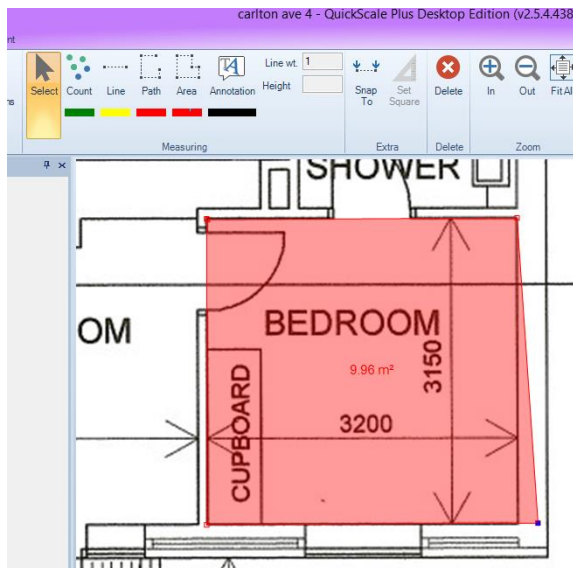 carlton ave 4 - QuickScale Plus Desktop Edition (v2.5.4.438
Select
Count
Line
Path
Area
Annotation
Line wt. 1
Height
Snap To
Set Square
Delete
In
Out
Fit Al
Measuring
Extra
Delete
Zoom
SHOWER
OM
BEDROOM
9.96 m²
3150
3200
CUPBOARD